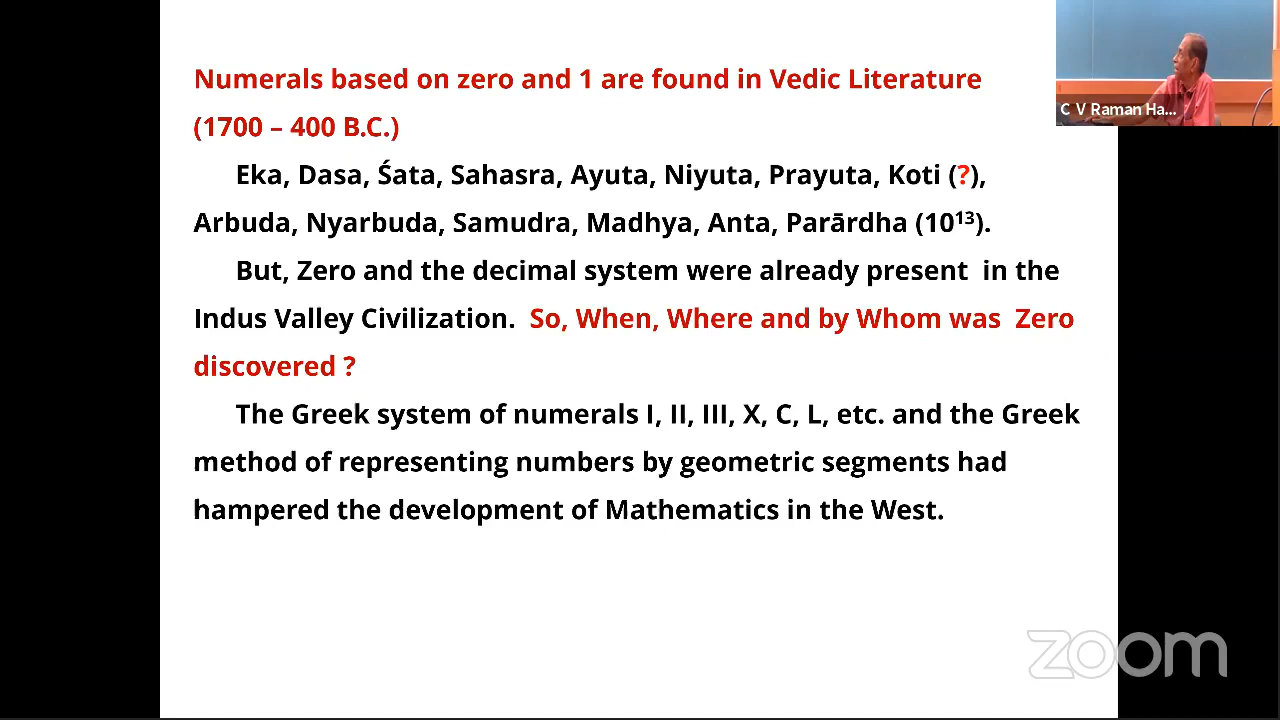 Numerals based on zero and 1 are found in Vedic Literature
(1700 – 400 B.C.)
Eka, Dasa, Śata, Sahasra, Ayuta, Niyuta, Prayuta, Koti (?),
Arbuda, Nyarbuda, Samudra, Madhya, Anta, Parārdha (10¹³).
But, Zero and the decimal system were already present in the
Indus Valley Civilization. So, When, Where and by Whom was Zero
discovered ?
The Greek system of numerals I, II, III, X, C, L, etc. and the Greek
method of representing numbers by geometric segments had
hampered the development of Mathematics in the West.
C V Raman Ha...
zoom